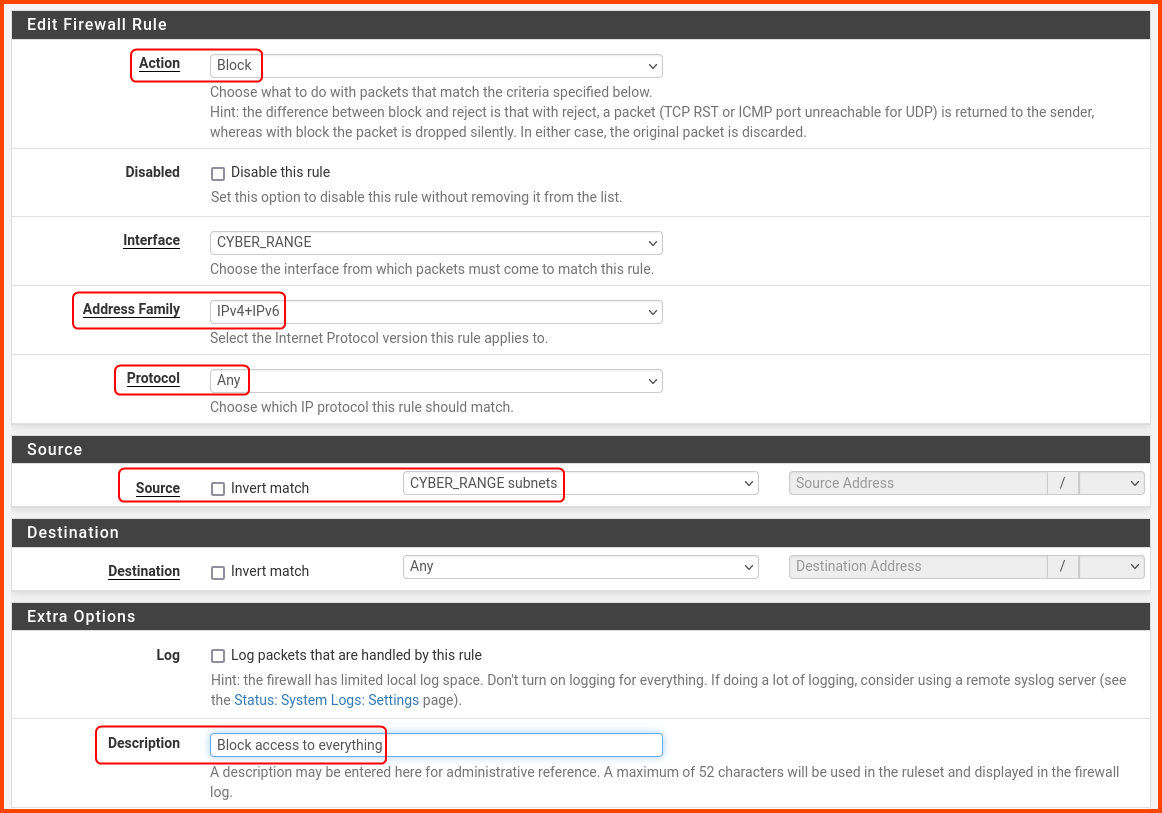 Edit Firewall Rule
Action
Block
Choose what to do with packets that match the criteria specified below.
Hint: the difference between block and reject is that with reject, a packet (TCP RST or ICMP port unreachable for UDP) is returned to the sender,
whereas with block the packet is dropped silently. In either case, the original packet is discarded.
Disabled
Disable this rule
Set this option to disable this rule without removing it from the list.
Interface
CYBER_RANGE
Choose the interface from which packets must come to match this rule.
Address Family
IPv4+IPv6
Select the Internet Protocol version this rule applies to.
Protocol
Any
Choose which IP protocol this rule should match.
Source
Source
Invert match
CYBER_RANGE subnets
Source Address
/
Destination
Destination
Invert match
Any
Destination Address
/
Extra Options
Log
Log packets that are handled by this rule
Hint: the firewall has limited local log space. Don't turn on logging for everything. If doing a lot of logging, consider using a remote syslog server (see
the Status: System Logs: Settings page).
Description
Block access to everything
A description may be entered here for administrative reference. A maximum of 52 characters will be used in the ruleset and displayed in the firewall
log.